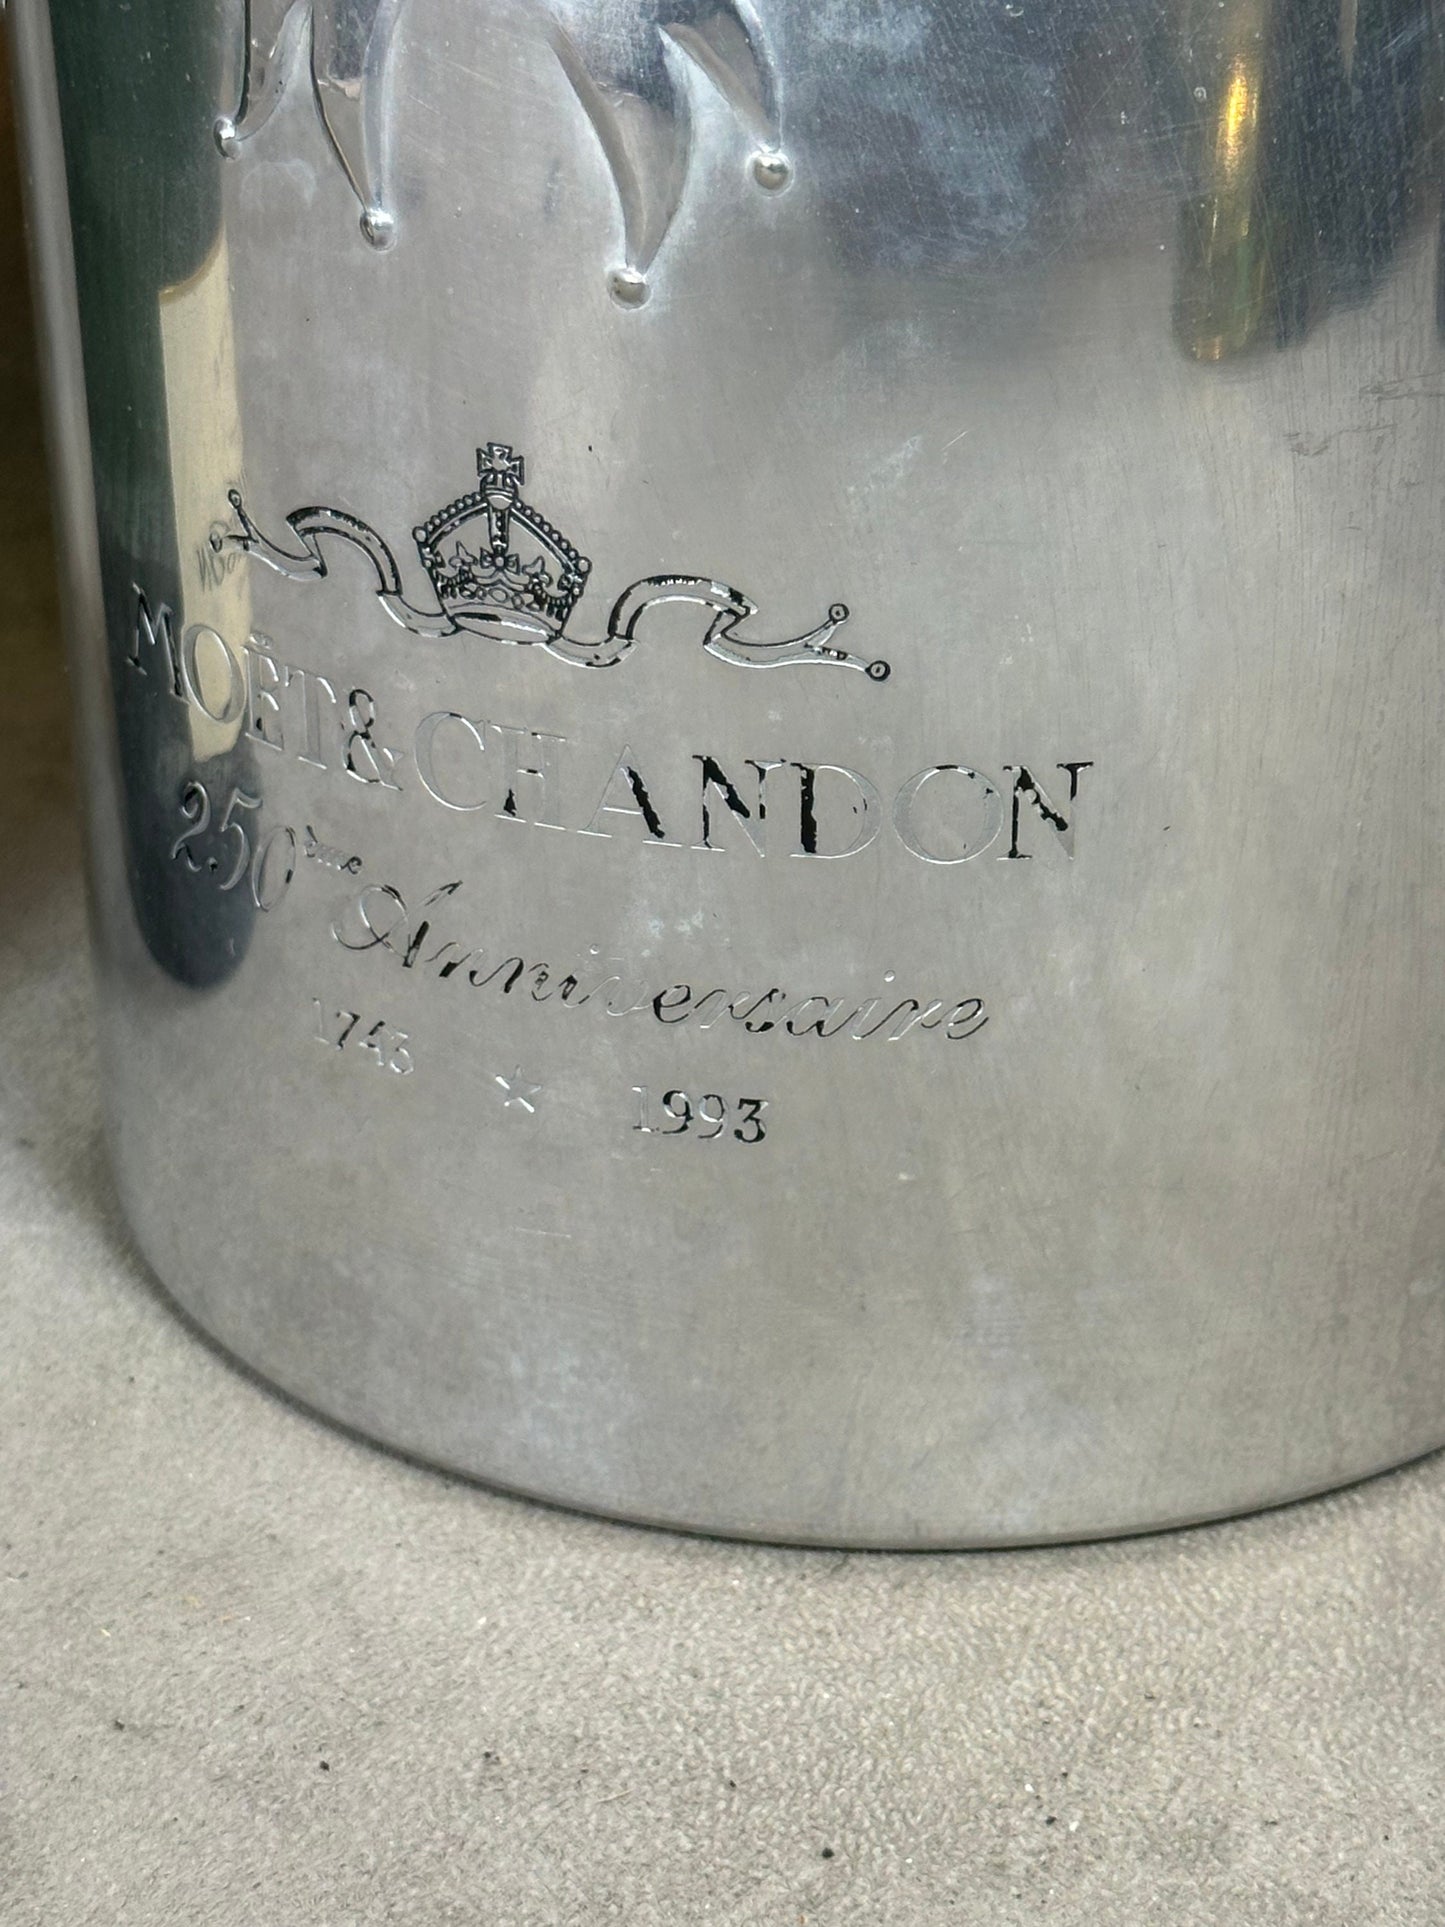 MOËT & CHANDON
250ème Anniversaire
1743 ★ 1993